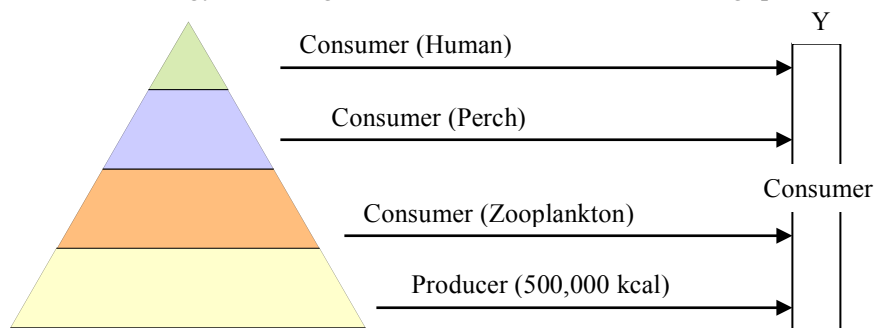 Y
Consumer (Human)
Consumer (Perch)
Consumer
Consumer (Zooplankton)
Producer (500,000 kcal)